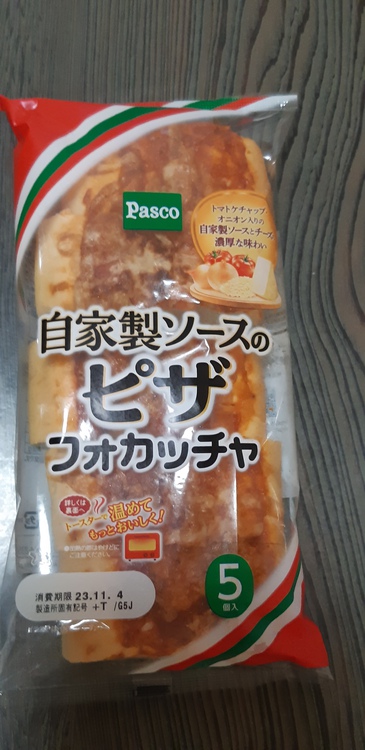 Pasco
トマトケチャップ・
オニオン入りの
自家製ソースとチーズの
濃厚な味わい
自家製ソースの
ピザ
フォカッチャ
詳しくは
裏面へ
トースターで温めて
もっとおいしく!
消費期限 23.11. 4
製造所固有記号 +T /G5J
5
個入